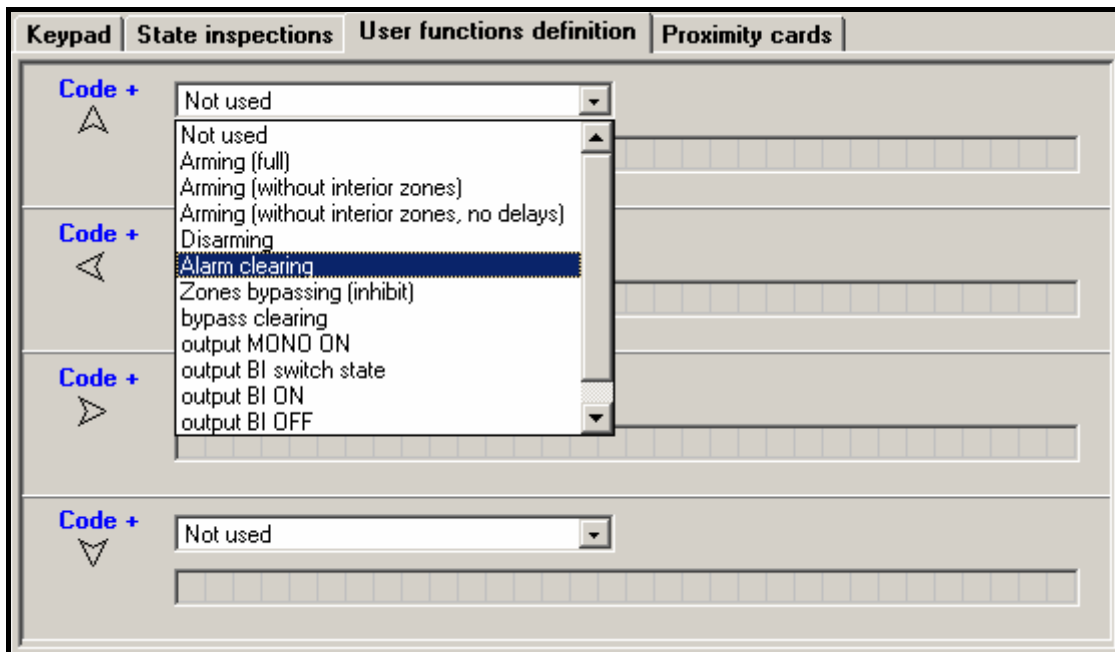 Keypad State inspections User functions definition Proximity cards
Code +
Not used
Not used
Arming (full)
Arming (without interior zones)
Arming (without interior zones, no delays)
Code +
Disarming
Alarm clearing
Zones bypassing (inhibit)
bypass clearing
output MONO ON
output BI switch state
Code +
output BI ON
output BI OFF
Code +
Not used